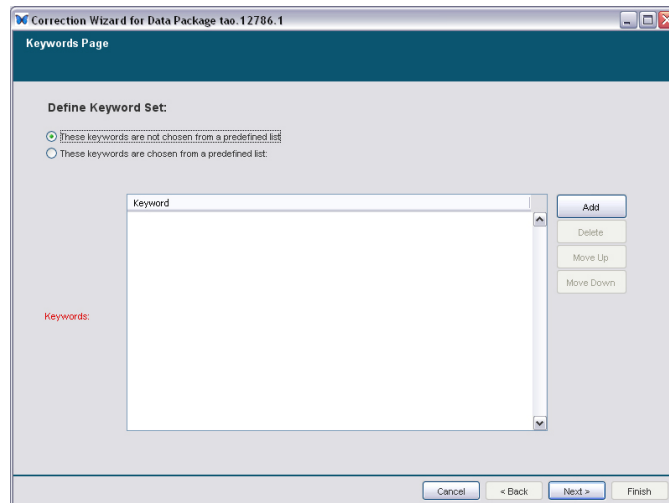 Correction Wizard for Data Package tao.12786.1
Keywords Page
Define Keyword Set:
These keywords are not chosen from a predefined list
These keywords are chosen from a predefined list:
Keyword
Add
Delete
Move Up
Move Down
Keywords:
Cancel < Back Next > Finish